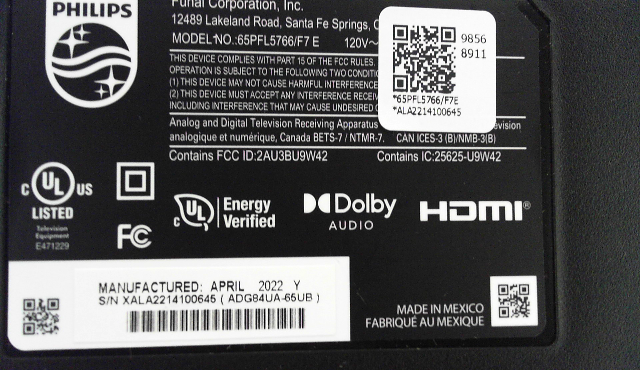 PHILIPS
Funai Corporation, Inc.
12489 Lakeland Road, Santa Fe Springs,
MODEL NO.:65PFL5766/F7 E 120V~
THIS DEVICE COMPLIES WITH PART 15 OF THE FCC RULES.
OPERATION IS SUBJECT TO THE FOLLOWING TWO
(1) THIS DEVICE MAY NOT CAUSE HARMFUL
(2) THIS DEVICE MUST ACCEPT ANY INTERFERENCE
INCLUDING INTERFERENCE THAT MAY CAUSE UNDESIRED
Analog and Digital Television Receiving Apparatus
analogique et numérique, Canada BETS-7 / NTMR-7. CAN ICES-3 (B)/NMB-3(B)
Contains FCC ID:2AU3BU9W42 Contains IC:25625-U9W42
9856
8911
*65PFL5766/F7E
*ALA2214100645
C UL US
LISTED
Television
Equipment
E471229
FC
UL Energy
Verified
Dolby
AUDIO
HDMI®
MANUFACTURED: APRIL 2022 Y
S/N XALA2214100645 ( ADG84UA-65UB )
MADE IN MEXICO
FABRIQUÉ AU MEXIQUE